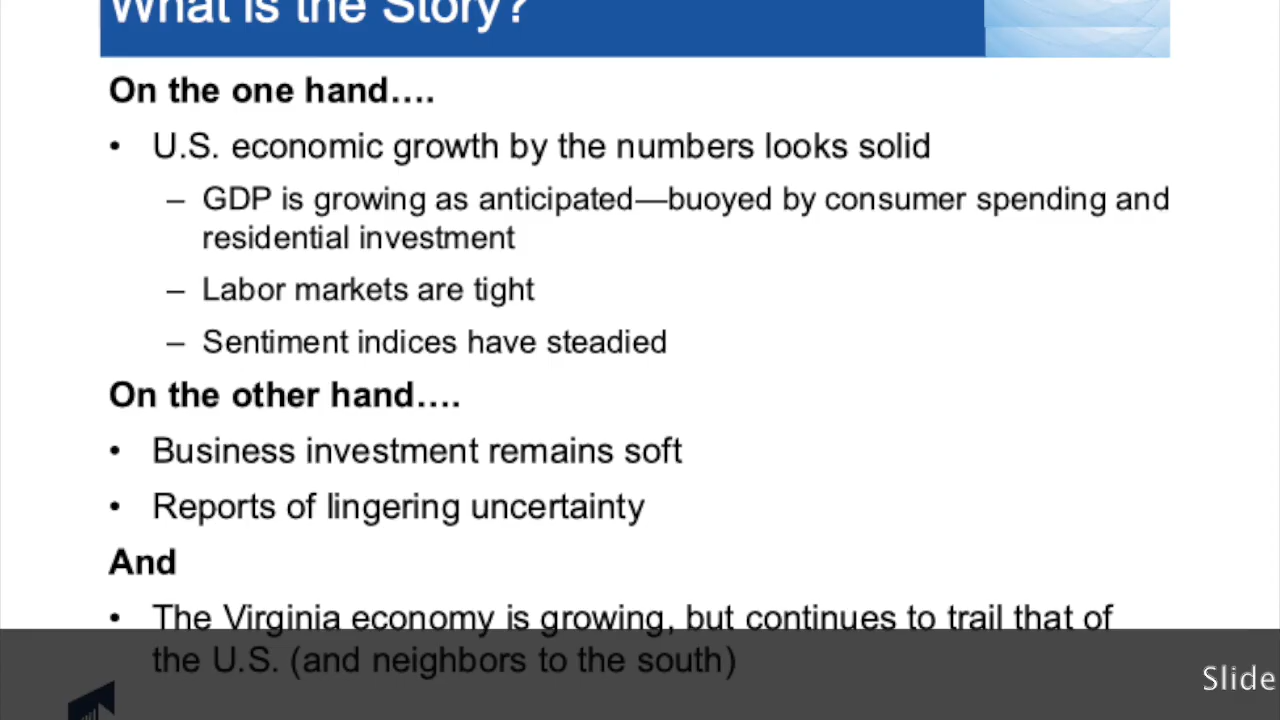 What is the Story?
On the one hand....
• U.S. economic growth by the numbers looks solid
– GDP is growing as anticipated—buoyed by consumer spending and
residential investment
– Labor markets are tight
– Sentiment indices have steadied
On the other hand....
• Business investment remains soft
• Reports of lingering uncertainty
And
• The Virginia economy is growing, but continues to trail that of
the U.S. (and neighbors to the south)
Slide